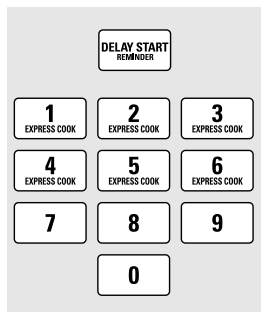 DELAY START
REMINDER
1 2 3
EXPRESS COOK EXPRESS COOK EXPRESS COOK
4 5 6
EXPRESS COOK EXPRESS COOK EXPRESS COOK
7 8 9
0